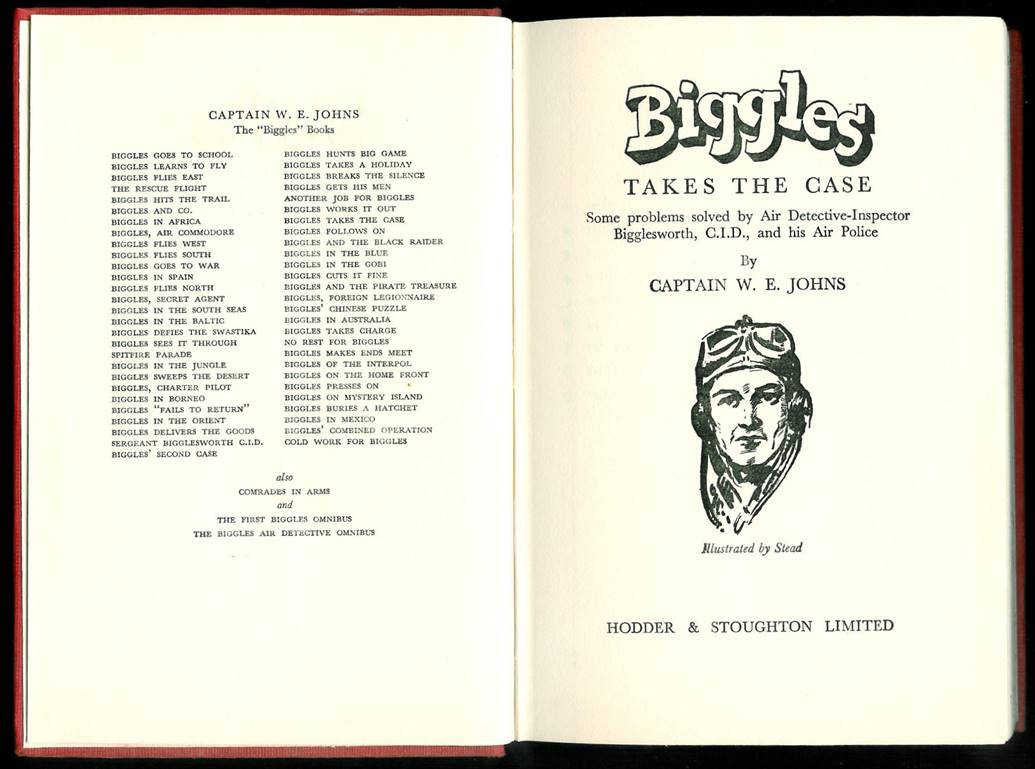 CAPTAIN W. E. JOHNS
The "Biggles" Books
BIGGLES GOES TO SCHOOL
BIGGLES LEARNS TO FLY
BIGGLES FLIES EAST
THE RESCUE FLIGHT
BIGGLES HITS THE TRAIL
BIGGLES AND CO.
BIGGLES IN AFRICA
BIGGLES, AIR COMMODORE
BIGGLES FLIES WEST
BIGGLES FLIES SOUTH
BIGGLES GOES TO WAR
BIGGLES IN SPAIN
BIGGLES FLIES NORTH
BIGGLES, SECRET AGENT
BIGGLES IN THE SOUTH SEAS
BIGGLES IN THE BALTIC
BIGGLES DEFIES THE SWASTIKA
BIGGLES SEES IT THROUGH
SPITFIRE PARADE
BIGGLES IN THE JUNGLE
BIGGLES SWEEPS THE DESERT
BIGGLES, CHARTER PILOT
BIGGLES IN BORNEO
BIGGLES "FAILS TO RETURN"
BIGGLES IN THE ORIENT
BIGGLES DELIVERS THE GOODS
SERGEANT BIGGLESWORTH C.I.D.
BIGGLES' SECOND CASE
BIGGLES HUNTS BIG GAME
BIGGLES TAKES A HOLIDAY
BIGGLES BREAKS THE SILENCE
BIGGLES GETS HIS MEN
ANOTHER JOB FOR BIGGLES
BIGGLES WORKS IT OUT
BIGGLES TAKES THE CASE
BIGGLES FOLLOWS ON
BIGGLES AND THE BLACK RAIDER
BIGGLES IN THE BLUE
BIGGLES IN THE GOBI
BIGGLES CUTS IT FINE
BIGGLES AND THE PIRATE TREASURE
BIGGLES, FOREIGN LEGIONNAIRE
BIGGLES' CHINESE PUZZLE
BIGGLES IN AUSTRALIA
BIGGLES TAKES CHARGE
NO REST FOR BIGGLES
BIGGLES MAKES ENDS MEET
BIGGLES OF THE INTERPOL
BIGGLES ON THE HOME FRONT
BIGGLES PRESSES ON
BIGGLES ON MYSTERY ISLAND
BIGGLES BURIES A HATCHET
BIGGLES IN MEXICO
BIGGLES' COMBINED OPERATION
COLD WORK FOR BIGGLES
also
COMRADES IN ARMS
and
THE FIRST BIGGLES OMNIBUS
THE BIGGLES AIR DETECTIVE OMNIBUS
Biggles
TAKES THE CASE
Some problems solved by Air Detective-Inspector
Bigglesworth, C.I.D., and his Air Police
By
CAPTAIN W. E. JOHNS
Illustrated by Stead
HODDER & STOUGHTON LIMITED